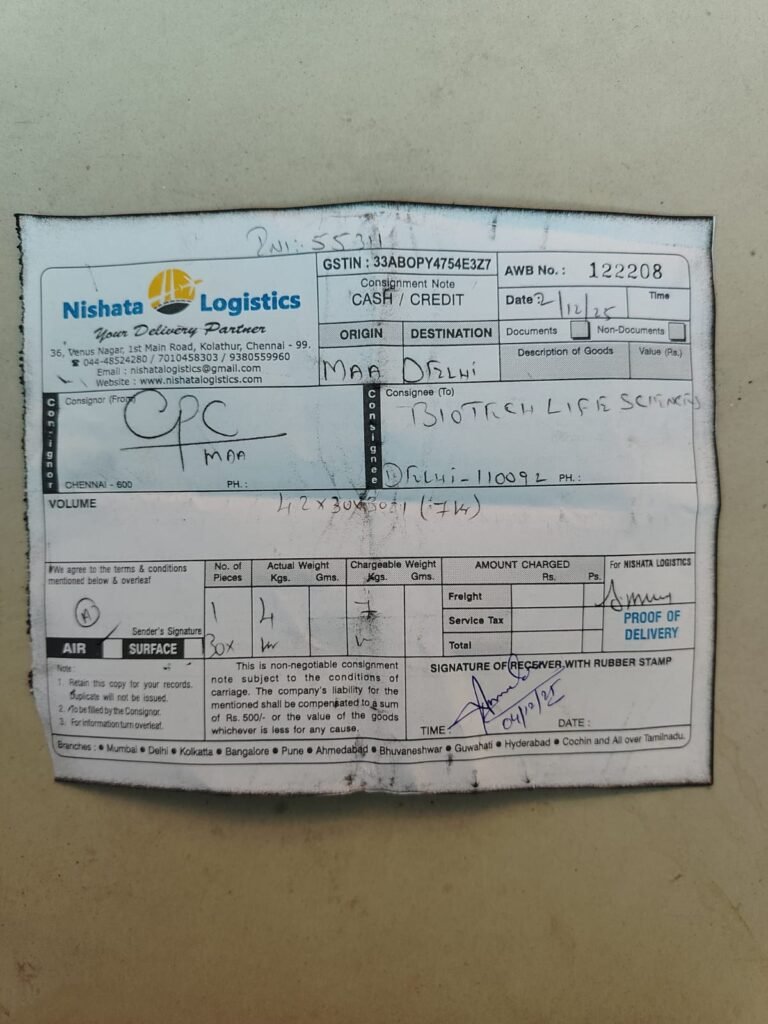 5534
Nishata Logistics
Your Delivery Partner
36, Venus Nagar, 1st Main Road, Kolathur, Chennai - 99.
☎ 044-48524280 / 7010458303 / 9380559960
Email : nishatalogistics@gmail.com
Website : www.nishatalogistics.com
GSTIN : 33ABOPY4754E3Z7
Consignment Note
CASH / CREDIT
AWB No. : 122208
Date 2/12/25 Time
ORIGIN DESTINATION
MAA DELHI
Documents Non-Documents
Description of Goods Value (Rs.)
Consignor Consignor (From)
CPC
MAA
CHENNAI - 600 PH. :
Consignee Consignee (To)
BIOTECH LIFE SCIENCES
DELHI-110092 PH. :
VOLUME 42x30x30:1 (:7
#We agree to the terms & conditions
mentioned below & overleaf
A
Sender's Signature
AIR SURFACE
No. of Pieces Actual Weight Kgs. Gms. Chargeable Weight Kgs. Gms.
1 4 7
Box
AMOUNT CHARGED Rs. Ps.
Freight
Service Tax
Total
For NISHATA LOGISTICS
PROOF OF
DELIVERY
Note :
1. Retain this copy for your records.
Duplicate will not be issued.
2. To be filled by the Consignor.
3. For information turn overleaf.
This is non-negotiable consignment
note subject to the conditions of
carriage. The company's liability for the
mentioned shall be compensated to a sum
of Rs. 500/- or the value of the goods
whichever is less for any cause.
SIGNATURE OF RECEIVER WITH RUBBER STAMP
TIME : DATE :
Branches : ● Mumbai ● Delhi ● Kolkatta ● Bangalore ● Pune ● Ahmedabad ● Bhuvaneshwar ● Guwahati ● Hyderabad ● Cochin and All over Tamilnadu.